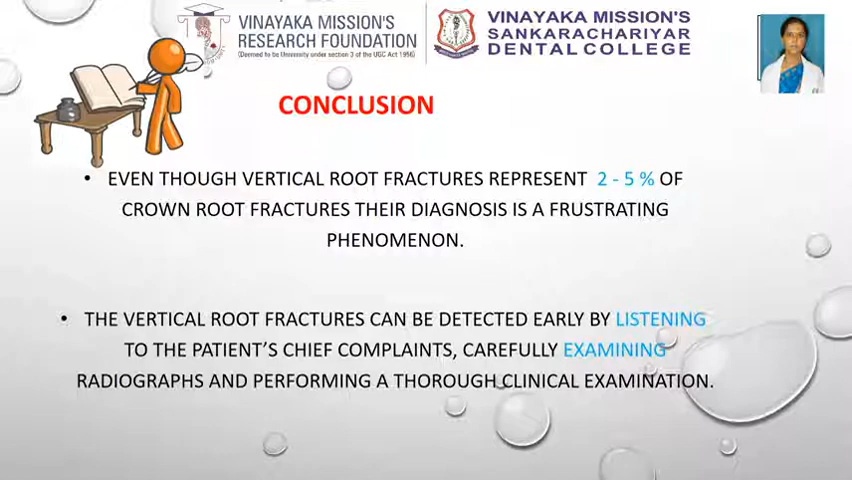 VINAYAKA MISSION'S
RESEARCH FOUNDATION
(Deemed to be University under section 3 of the UGC Act 1956)
VINAYAKA MISSION'S
SANKARACHARIYAR
DENTAL COLLEGE
CONCLUSION
• EVEN THOUGH VERTICAL ROOT FRACTURES REPRESENT 2 - 5 % OF
CROWN ROOT FRACTURES THEIR DIAGNOSIS IS A FRUSTRATING
PHENOMENON.
• THE VERTICAL ROOT FRACTURES CAN BE DETECTED EARLY BY LISTENING
TO THE PATIENT’S CHIEF COMPLAINTS, CAREFULLY EXAMINING
RADIOGRAPHS AND PERFORMING A THOROUGH CLINICAL EXAMINATION.